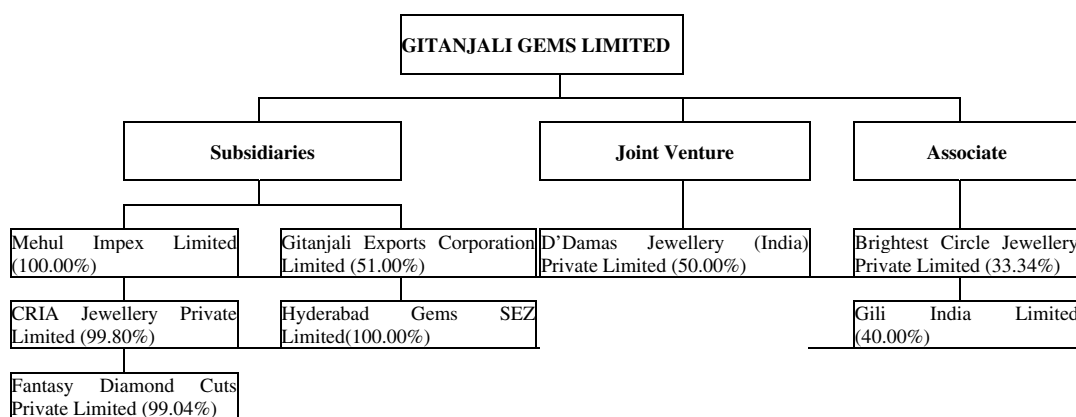 GITANJALI GEMS LIMITED
Subsidiaries
Joint Venture
Associate
Mehul Impex Limited
(100.00%)
Gitanjali Exports Corporation
Limited (51.00%)
D'Damas Jewellery (India)
Private Limited (50.00%)
Brightest Circle Jewellery
Private Limited (33.34%)
CRIA Jewellery Private
Limited (99.80%)
Hyderabad Gems SEZ
Limited(100.00%)
Gili India Limited
(40.00%)
Fantasy Diamond Cuts
Private Limited (99.04%)